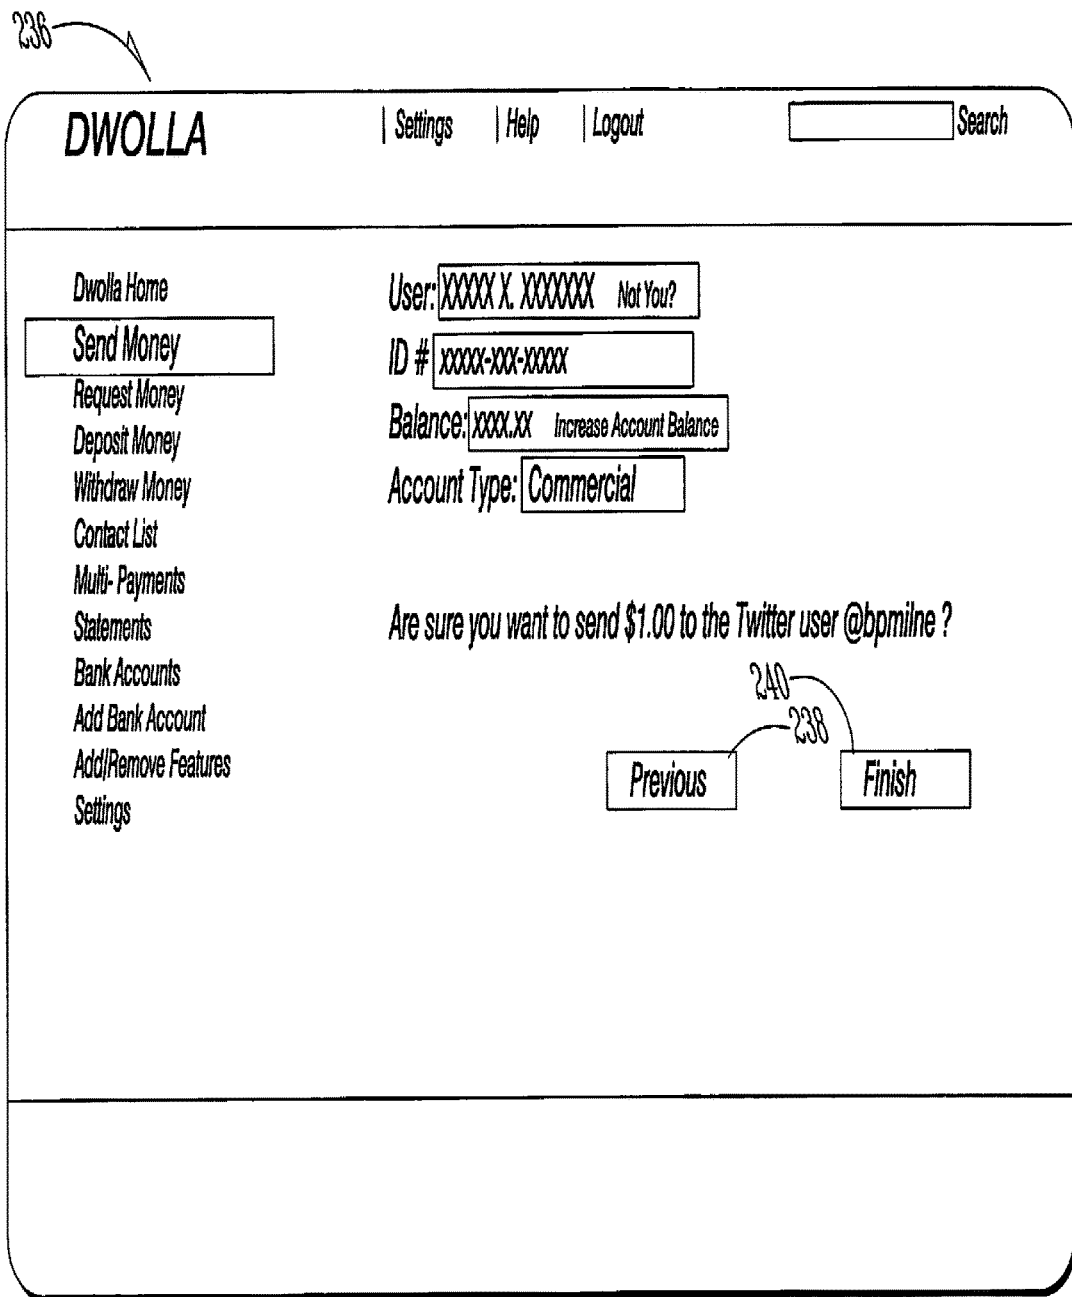 236
DWOLLA | Settings | Help | Logout Search
Dwolla Home
Send Money
Request Money
Deposit Money
Withdraw Money
Contact List
Multi- Payments
Statements
Bank Accounts
Add Bank Account
Add/Remove Features
Settings
User: XXXXX X. XXXXXXX Not You?
ID # xxxxx-xxx-xxxxx
Balance: xxxx.xx Increase Account Balance
Account Type: Commercial
Are sure you want to send $1.00 to the Twitter user @bpmilne ?
240
238
Previous Finish